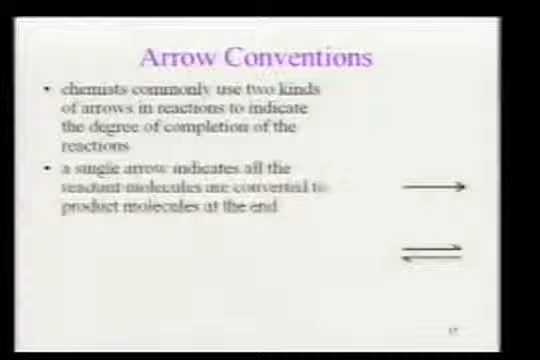 Arrow Conventions
• chemists commonly use two kinds
of arrows in reactions to indicate
the degree of completion of the
reactions
• a single arrow indicates all the
reactant molecules are converted to
product molecules at the end